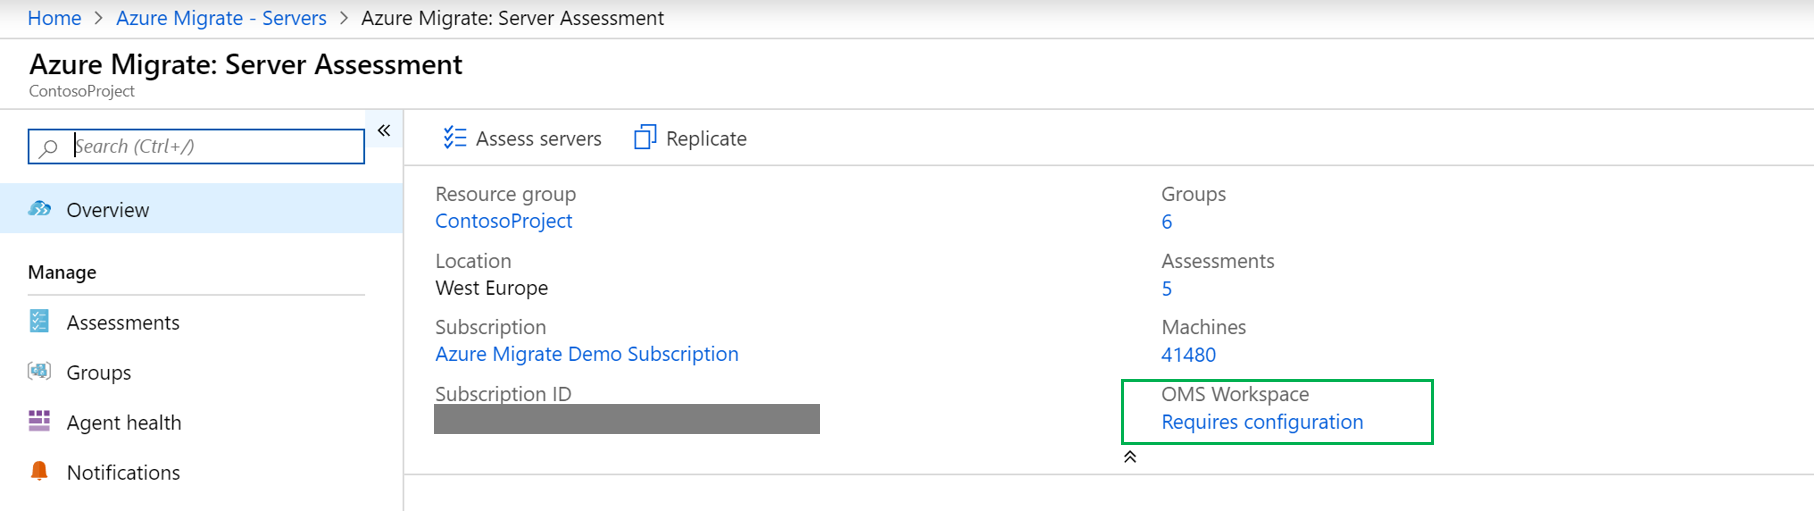 Home > Azure Migrate - Servers > Azure Migrate: Server Assessment
Azure Migrate: Server Assessment
ContosoProject
Search (Ctrl+/)
«
Overview
Manage
Assessments
Groups
Agent health
Notifications
Assess servers
Replicate
Resource group
ContosoProject
Location
West Europe
Subscription
Azure Migrate Demo Subscription
Subscription ID
Groups
6
Assessments
5
Machines
41480
OMS Workspace
Requires configuration